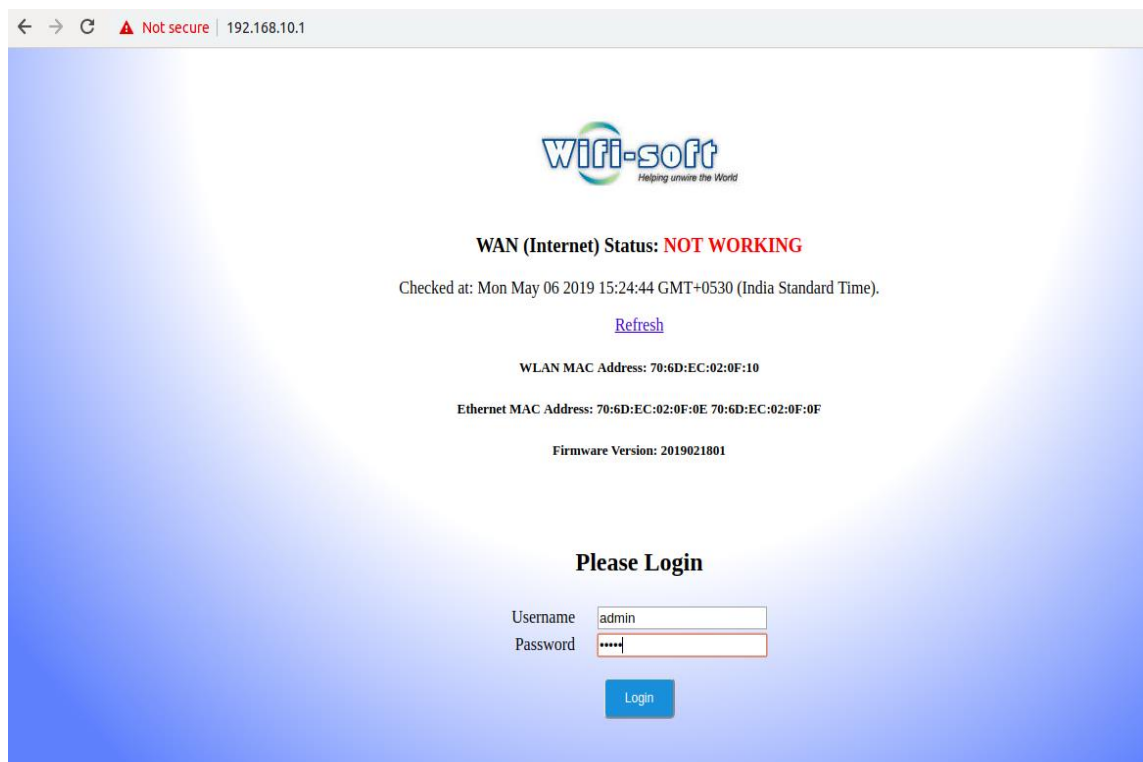 Not secure 192.168.10.1
Wifi-soft
Helping unwire the World
WAN (Internet) Status: NOT WORKING
Checked at: Mon May 06 2019 15:24:44 GMT+0530 (India Standard Time).
Refresh
WLAN MAC Address: 70:6D:EC:02:0F:10
Ethernet MAC Address: 70:6D:EC:02:0F:0E 70:6D:EC:02:0F:0F
Firmware Version: 2019021801
Please Login
Username admin
Password •••••
Login